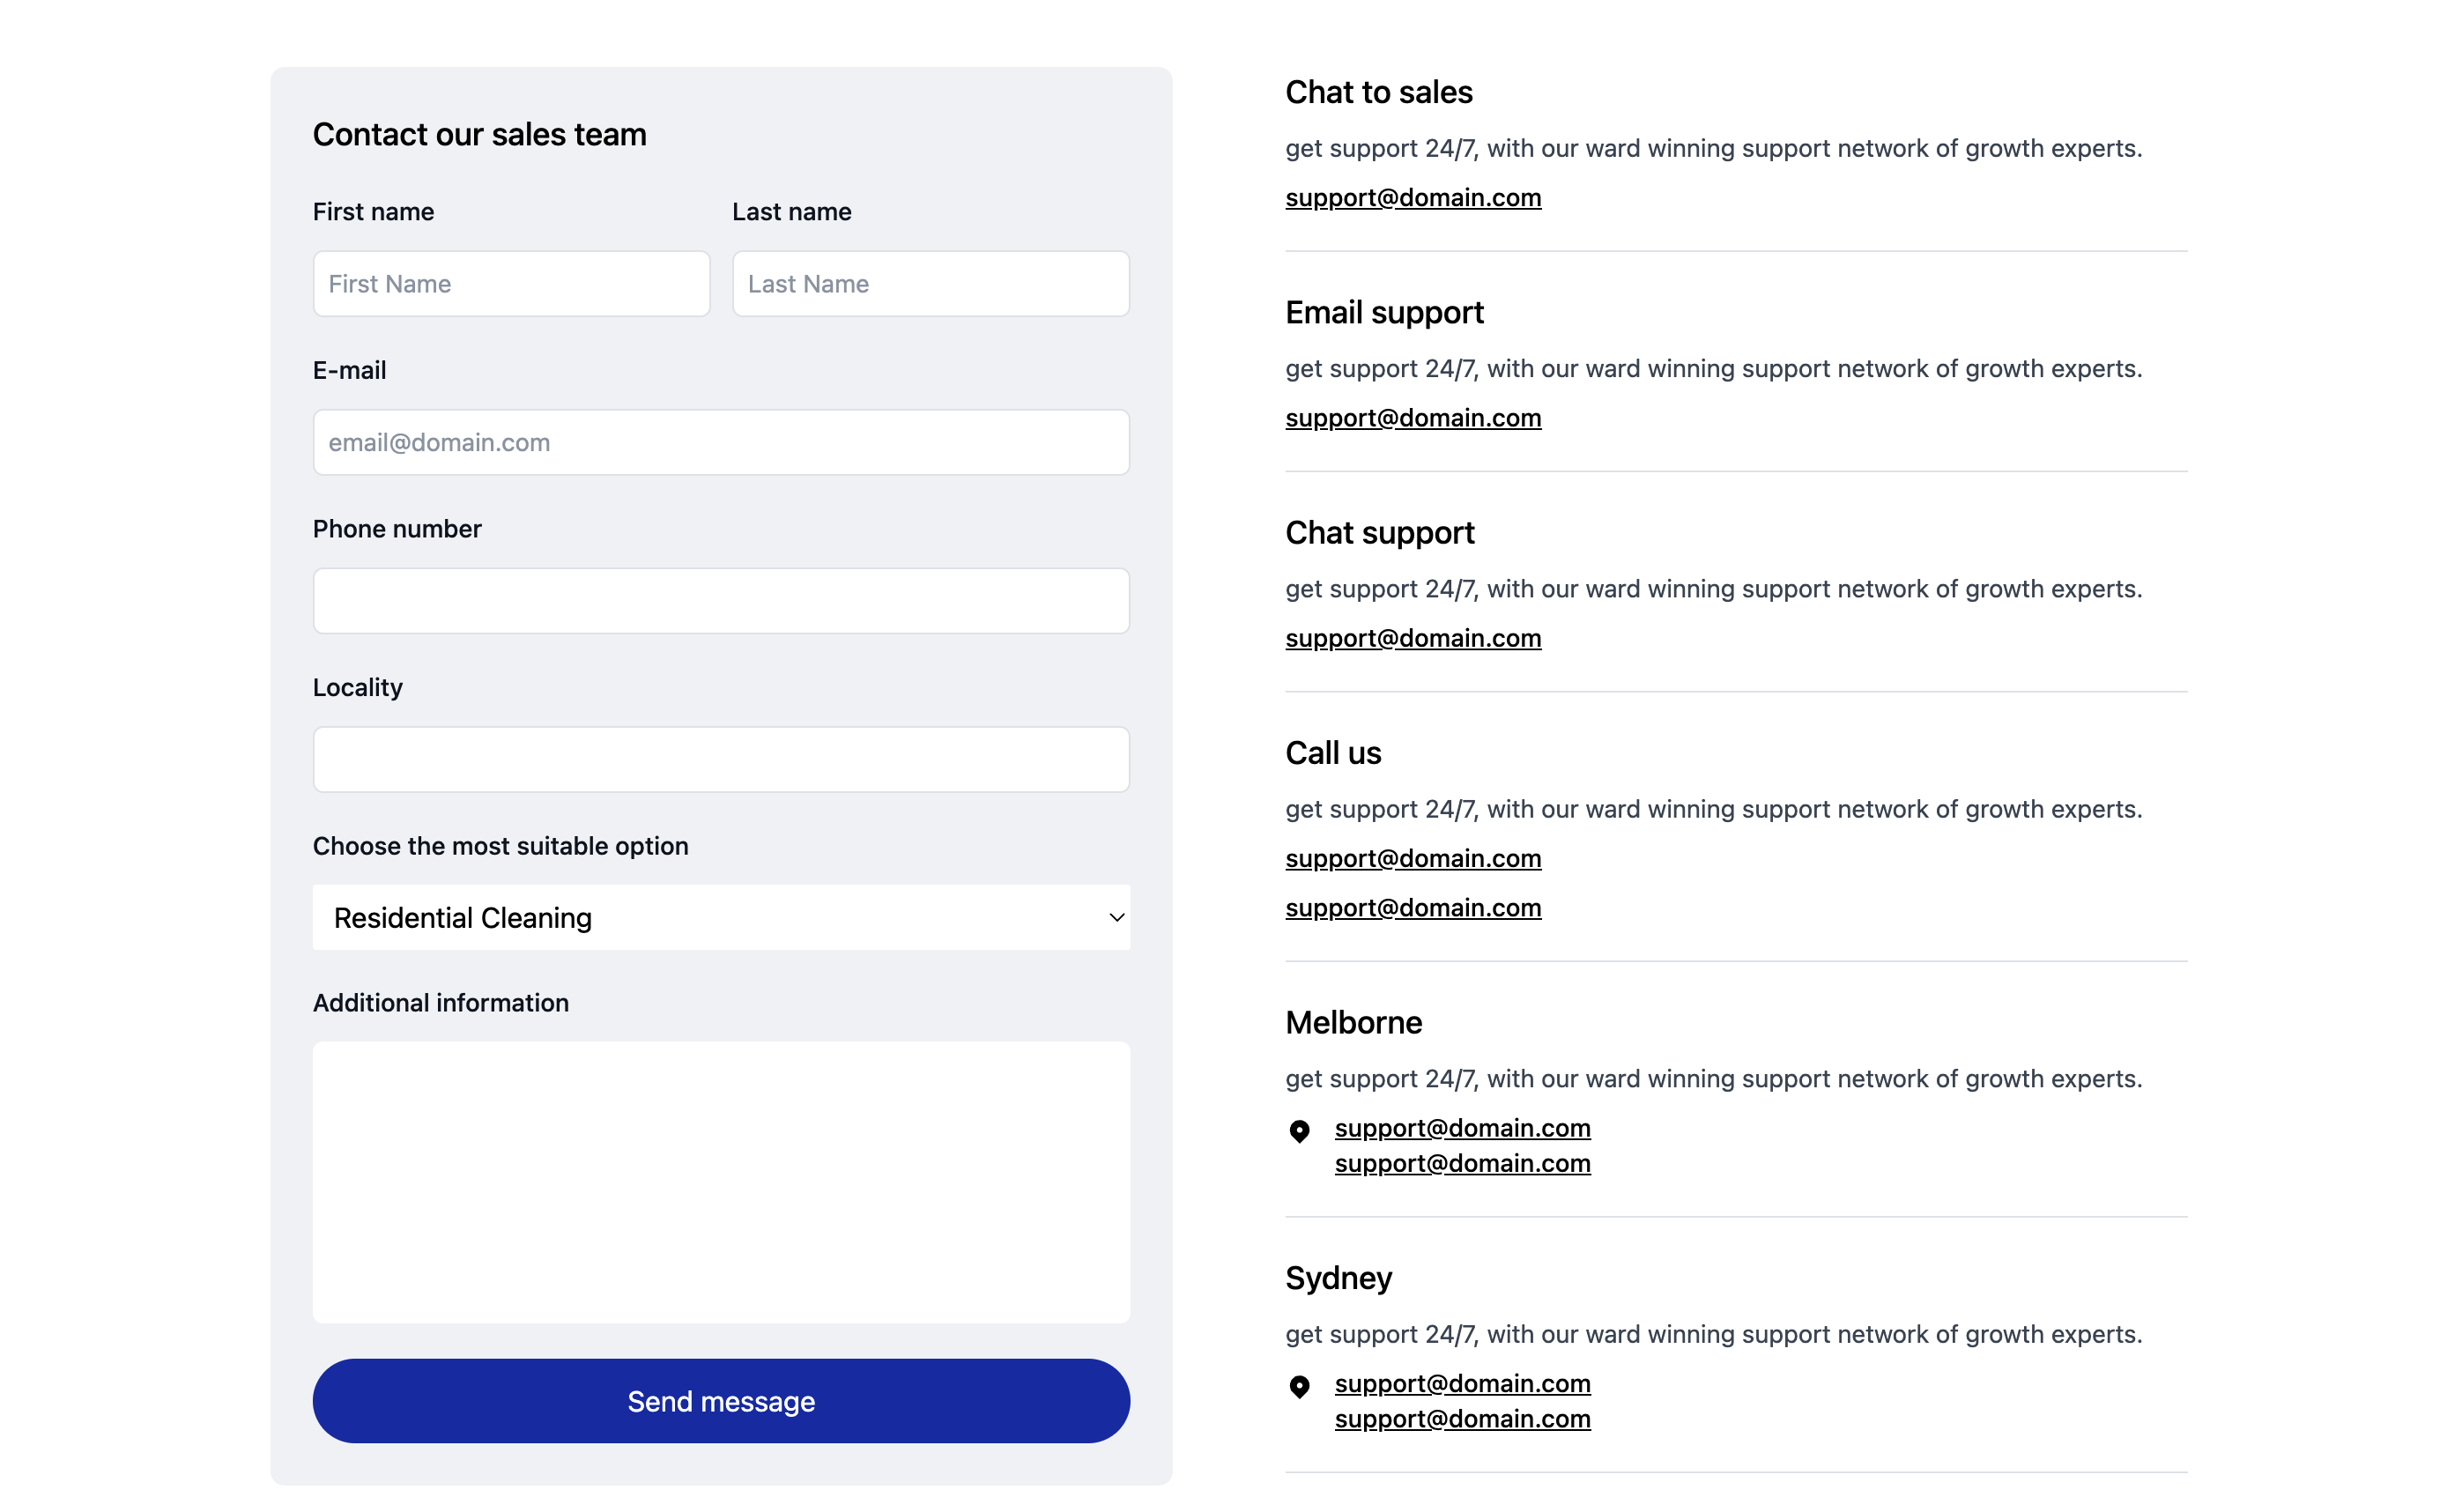 Contact our sales team
First name
Last name
First Name
Last Name
E-mail
email@domain.com
Phone number
Locality
Choose the most suitable option
Residential Cleaning
Additional information
Send message
Chat to sales
get support 24/7, with our ward winning support network of growth experts.
support@domain.com
Email support
get support 24/7, with our ward winning support network of growth experts.
support@domain.com
Chat support
get support 24/7, with our ward winning support network of growth experts.
support@domain.com
Call us
get support 24/7, with our ward winning support network of growth experts.
support@domain.com
support@domain.com
Melborne
get support 24/7, with our ward winning support network of growth experts.
support@domain.com
support@domain.com
Sydney
get support 24/7, with our ward winning support network of growth experts.
support@domain.com
support@domain.com